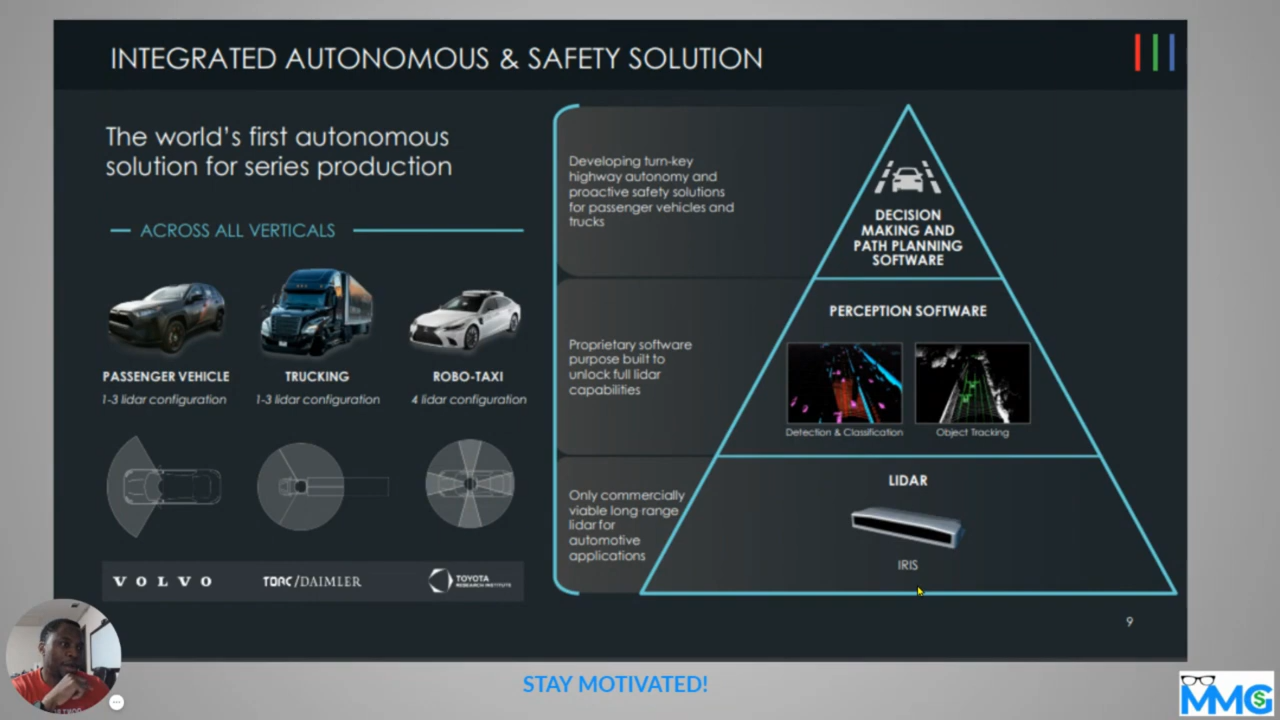 INTEGRATED AUTONOMOUS & SAFETY SOLUTION
The world's first autonomous
solution for series production
ACROSS ALL VERTICALS
PASSENGER VEHICLE
1-3 lidar configuration
TRUCKING
1-3 lidar configuration
ROBO-TAXI
4 lidar configuration
VOLVO
TORC/DAIMLER
TOYOTA
RESEARCH INSTITUTE
Developing turn-key
highway autonomy and
proactive safety solutions
for passenger vehicles and
trucks
DECISION
MAKING AND
PATH PLANNING
SOFTWARE
Proprietary software
purpose built to
unlock full lidar
capabilities
PERCEPTION SOFTWARE
Detection & Classification
Object Tracking
Only commercially
viable long-range
lidar for
automotive
applications
LIDAR
IRIS
9
STAY MOTIVATED!
MMG
$